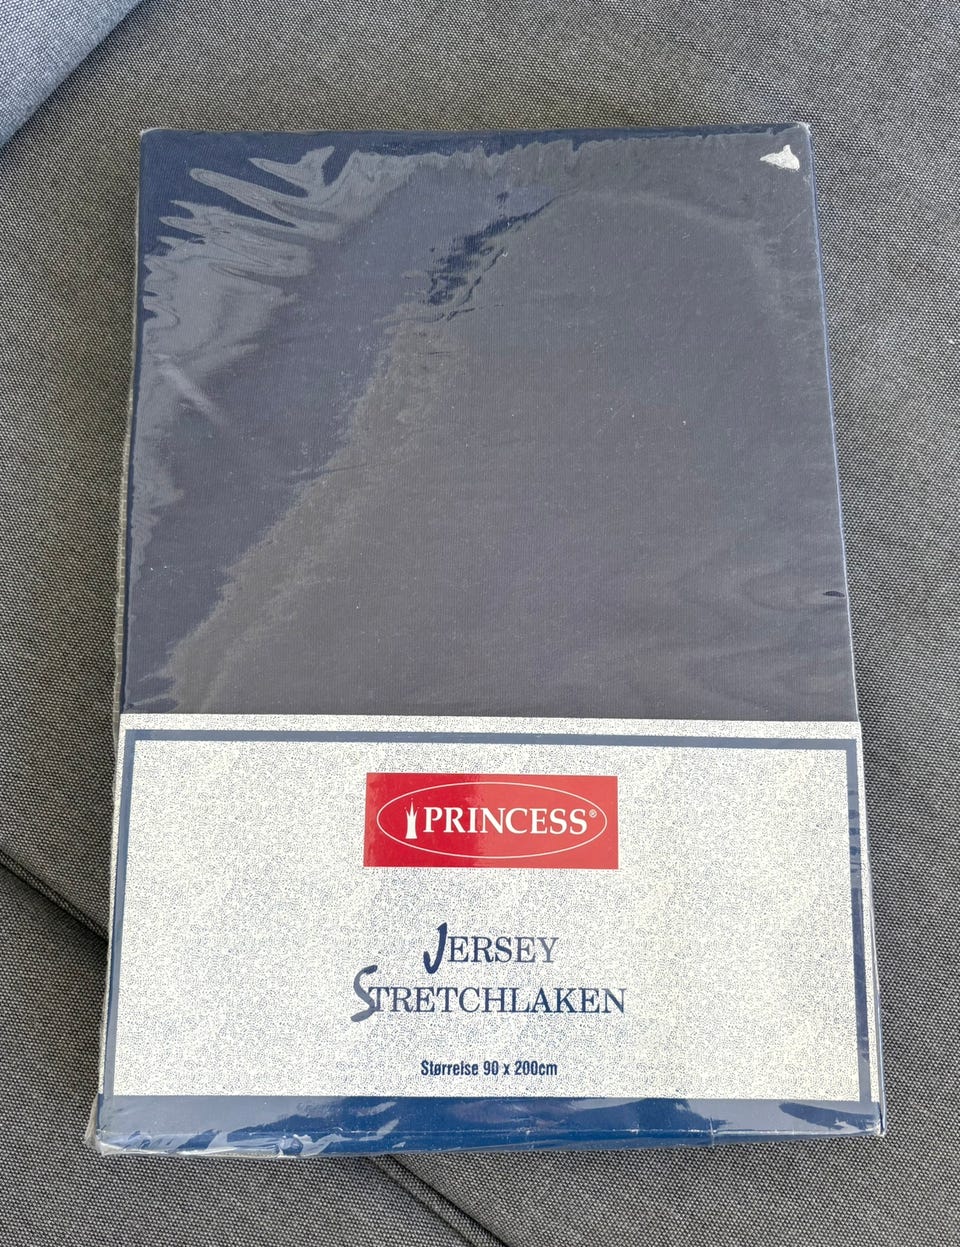 PRINCESS®
JERSEY
STRETCHLAKEN
Størrelse 90 x 200cm